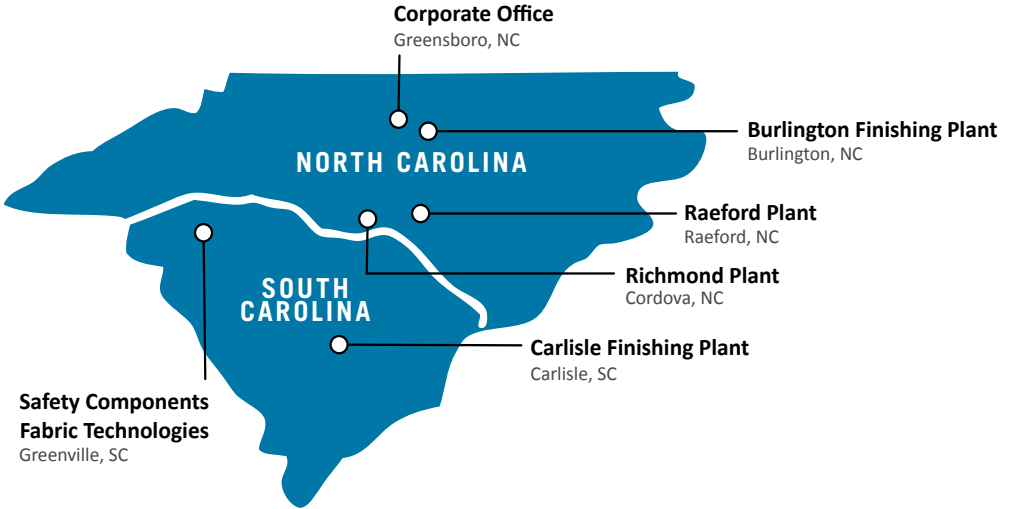 Corporate Office
Greensboro, NC
Burlington Finishing Plant
Burlington, NC
NORTH CAROLINA
Raeford Plant
Raeford, NC
Richmond Plant
Cordova, NC
SOUTH
CAROLINA
Carlisle Finishing Plant
Carlisle, SC
Safety Components
Fabric Technologies
Greenville, SC